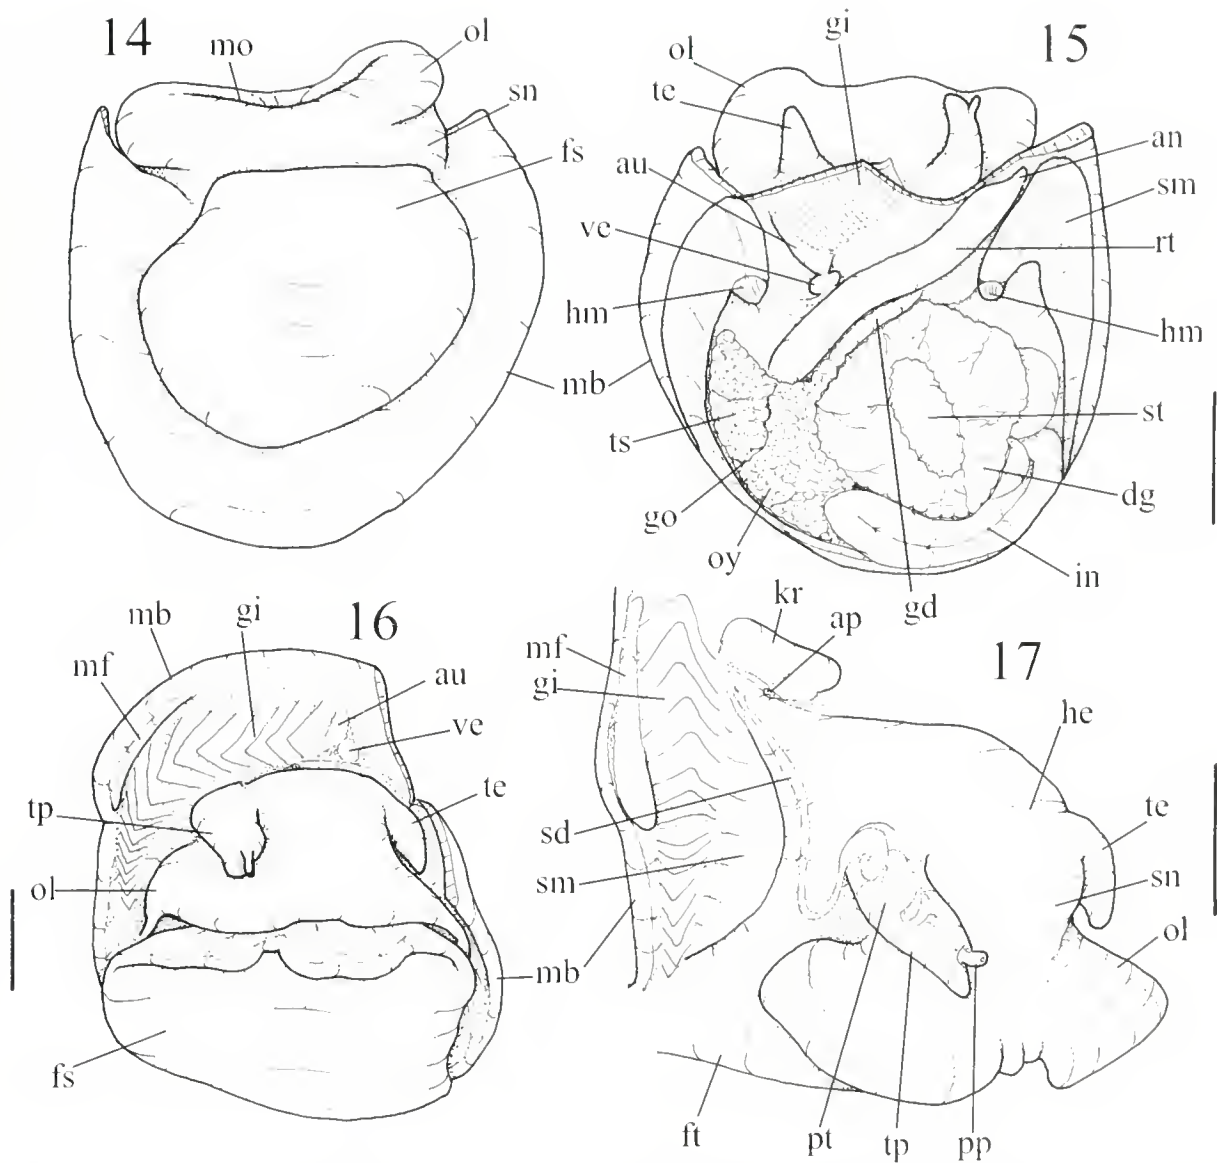 14
mo
ol
sn
fs
mb
15
gi
ol
te
au
ve
hm
ts
go
oy
an
sm
rt
hm
st
dg
in
gd
16
mb
gi
mf
au
ve
te
tp
ol
mb
fs
17
kr
ap
mf
gi
he
te
sd
sn
sm
ol
ft
pt
tp
pp